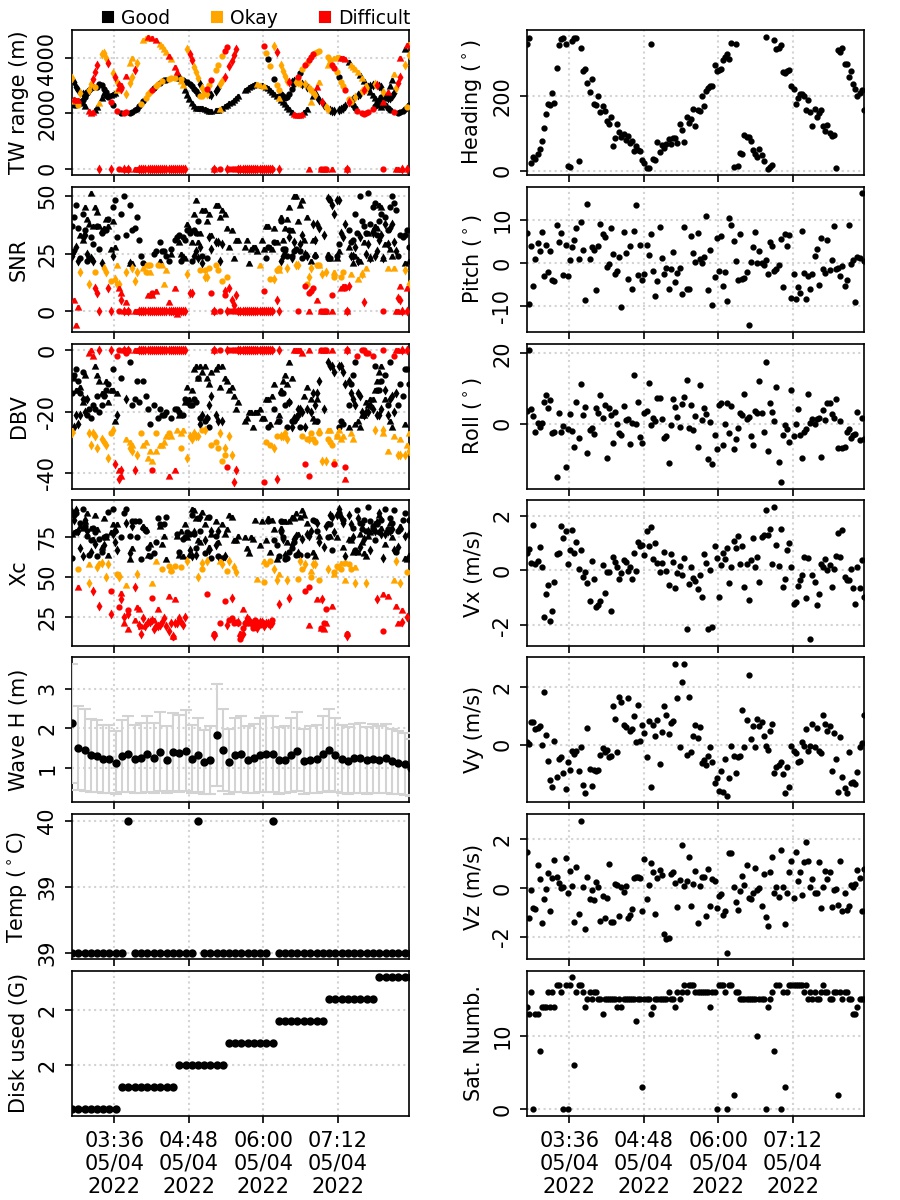 Good Okay Difficult
TW range (m)
4000
2000
0
SNR
50
25
0
DBV
0
-20
-40
Xc
75
50
25
Wave H (m)
3
2
1
Temp (°C)
40
39
39
Disk used (G)
2
2
03:36 04:48 06:00 07:12
05/04 05/04 05/04 05/04
2022 2022 2022 2022
Heading (°)
200
0
Pitch (°)
10
0
-10
Roll (°)
20
0
Vx (m/s)
2
0
-2
Vy (m/s)
2
0
Vz (m/s)
2
0
-2
Sat. Numb.
10
0
03:36 04:48 06:00 07:12
05/04 05/04 05/04 05/04
2022 2022 2022 2022